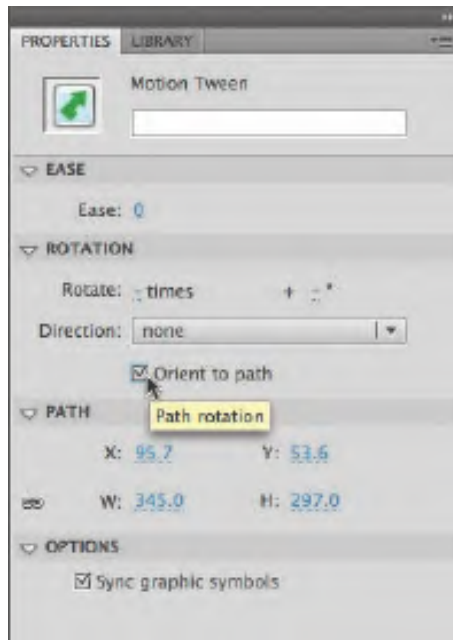 PROPERTIES LIBRARY
Motion Tween
EASE
Ease: 0
ROTATION
Rotate: - times + - °
Direction: none
Orient to path
Path rotation
PATH
X: 95.7 Y: 53.6
W: 345.0 H: 297.0
OPTIONS
Sync graphic symbols